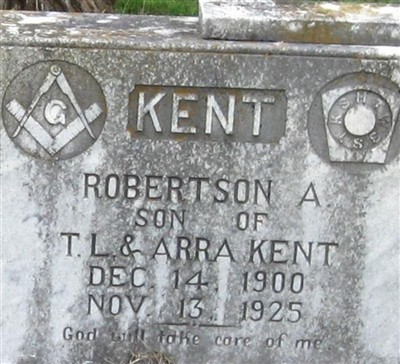 G
KENT
ROBERTSON A.
SON OF
T.L. & ARRA KENT
DEC. 14, 1900
NOV. 13, 1925
God will take care of me.